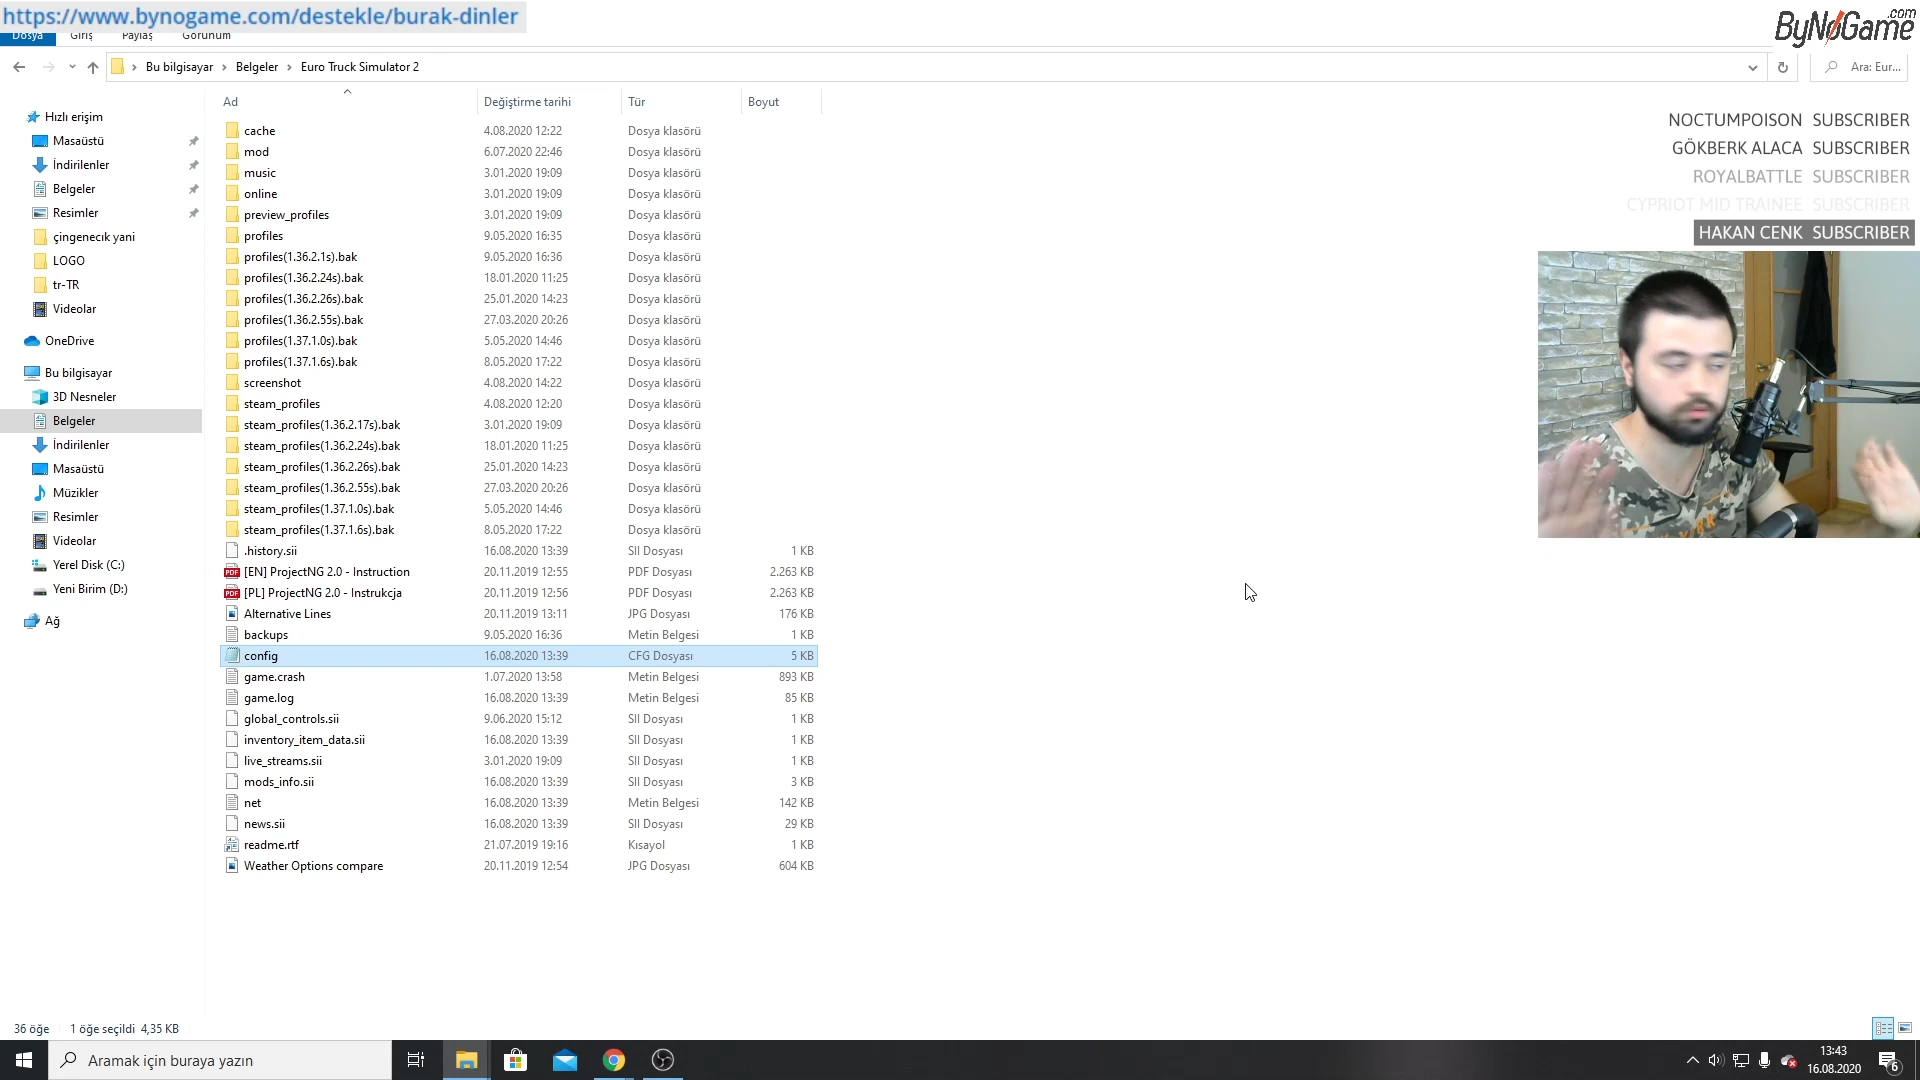 https://www.bynogame.com/destekle/burak-dinler
ByNoGame.com
Dosya Giriş Paylaş Görünüm
Bu bilgisayar > Belgeler > Euro Truck Simulator 2
Ara: Eur...
Ad Değiştirme tarihi Tür Boyut
Hızlı erişim
Masaüstü
İndirilenler
Belgeler
Resimler
çingenecık yani
LOGO
tr-TR
Videolar
OneDrive
Bu bilgisayar
3D Nesneler
Belgeler
İndirilenler
Masaüstü
Müzikler
Resimler
Videolar
Yerel Disk (C:)
Yeni Birim (D:)
Ağ
cache 4.08.2020 12:22 Dosya klasörü
mod 6.07.2020 22:46 Dosya klasörü
music 3.01.2020 19:09 Dosya klasörü
online 3.01.2020 19:09 Dosya klasörü
preview_profiles 3.01.2020 19:09 Dosya klasörü
profiles 9.05.2020 16:35 Dosya klasörü
profiles(1.36.2.1s).bak 9.05.2020 16:36 Dosya klasörü
profiles(1.36.2.24s).bak 18.01.2020 11:25 Dosya klasörü
profiles(1.36.2.26s).bak 25.01.2020 14:23 Dosya klasörü
profiles(1.36.2.55s).bak 27.03.2020 20:26 Dosya klasörü
profiles(1.37.1.0s).bak 5.05.2020 14:46 Dosya klasörü
profiles(1.37.1.6s).bak 8.05.2020 17:22 Dosya klasörü
screenshot 4.08.2020 14:22 Dosya klasörü
steam_profiles 4.08.2020 12:20 Dosya klasörü
steam_profiles(1.36.2.17s).bak 3.01.2020 19:09 Dosya klasörü
steam_profiles(1.36.2.24s).bak 18.01.2020 11:25 Dosya klasörü
steam_profiles(1.36.2.26s).bak 25.01.2020 14:23 Dosya klasörü
steam_profiles(1.36.2.55s).bak 27.03.2020 20:26 Dosya klasörü
steam_profiles(1.37.1.0s).bak 5.05.2020 14:46 Dosya klasörü
steam_profiles(1.37.1.6s).bak 8.05.2020 17:22 Dosya klasörü
.history.sii 16.08.2020 13:39 SII Dosyası 1 KB
[EN] ProjectNG 2.0 - Instruction 20.11.2019 12:55 PDF Dosyası 2.263 KB
[PL] ProjectNG 2.0 - Instrukcja 20.11.2019 12:56 PDF Dosyası 2.263 KB
Alternative Lines 20.11.2019 13:11 JPG Dosyası 176 KB
backups 9.05.2020 16:36 Metin Belgesi 1 KB
config 16.08.2020 13:39 CFG Dosyası 5 KB
game.crash 1.07.2020 13:58 Metin Belgesi 893 KB
game.log 16.08.2020 13:39 Metin Belgesi 85 KB
global_controls.sii 9.06.2020 15:12 SII Dosyası 1 KB
inventory_item_data.sii 16.08.2020 13:39 SII Dosyası 1 KB
live_streams.sii 3.01.2020 19:09 SII Dosyası 1 KB
mods_info.sii 16.08.2020 13:39 SII Dosyası 3 KB
net 16.08.2020 13:39 Metin Belgesi 142 KB
news.sii 16.08.2020 13:39 SII Dosyası 29 KB
readme.rtf 21.07.2019 19:16 Kısayol 1 KB
Weather Options compare 20.11.2019 12:54 JPG Dosyası 604 KB
NOCTUMPOISON SUBSCRIBER
GÖKBERK ALACA SUBSCRIBER
ROYALBATTLE SUBSCRIBER
CYPRIOT MID TRAINEE SUBSCRIBER
HAKAN CENK SUBSCRIBER
36 öğe 1 öğe seçildi 4,35 KB
Aramak için buraya yazın
13:43
16.08.2020
6